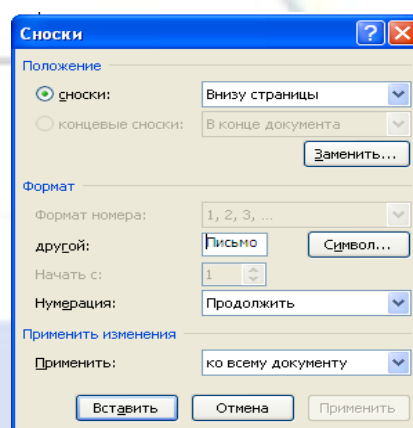 Сноски
Положение
сноски: Внизу страницы
концевые сноски: В конце документа
Заменить...
Формат
Формат номера: 1, 2, 3, ...
другой: Письмо Символ...
Начать с: 1
Нумерация: Продолжить
Применить изменения
Применить: ко всему документу
Вставить Отмена Применить